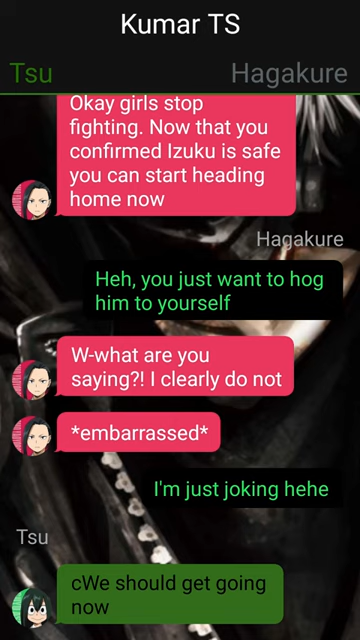 Kumar TS
Tsu
Hagakure
Okay girls stop
fighting. Now that you
confirmed Izuku is safe
you can start heading
home now
Hagakure
Heh, you just want to hog
him to yourself
W-what are you
saying?! I clearly do not
*embarrassed*
I'm just joking hehe
Tsu
cWe should get going
now